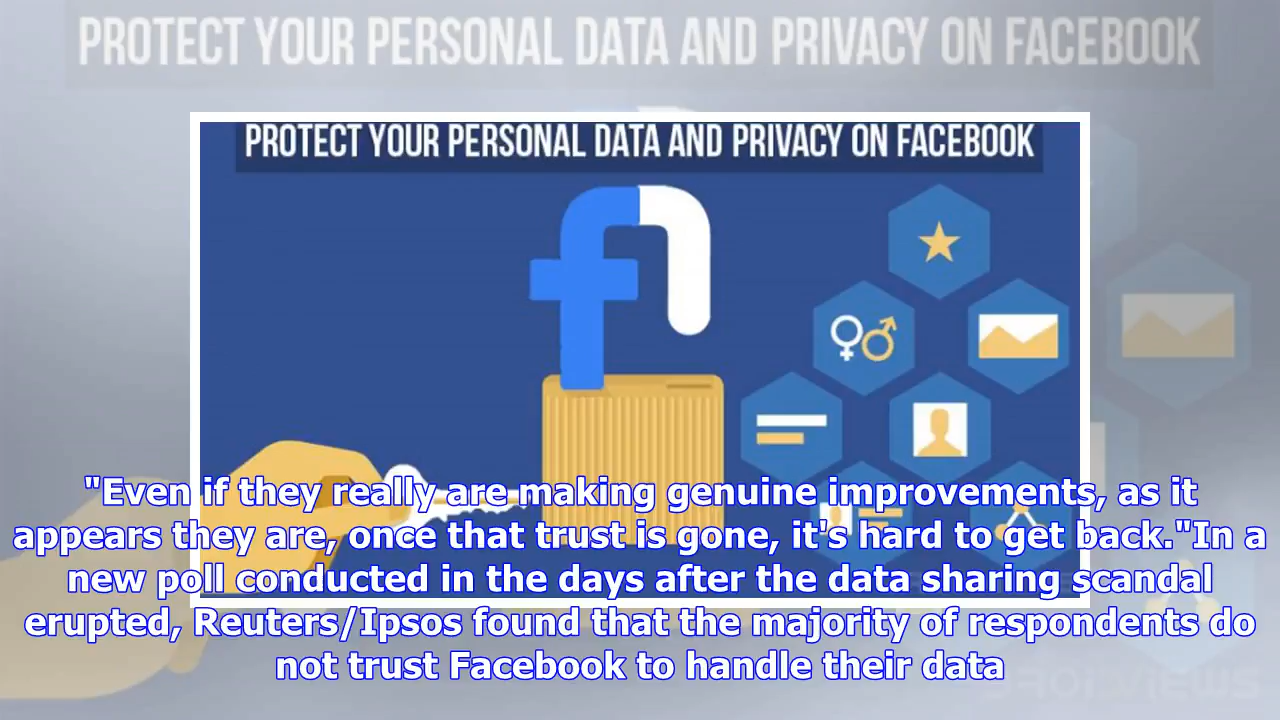 PROTECT YOUR PERSONAL DATA AND PRIVACY ON FACEBOOK
PROTECT YOUR PERSONAL DATA AND PRIVACY ON FACEBOOK
"Even if they really are making genuine improvements, as it
appears they are, once that trust is gone, it's hard to get back."In a
new poll conducted in the days after the data sharing scandal
erupted, Reuters/Ipsos found that the majority of respondents do
not trust Facebook to handle their data
DROIDVIEWS